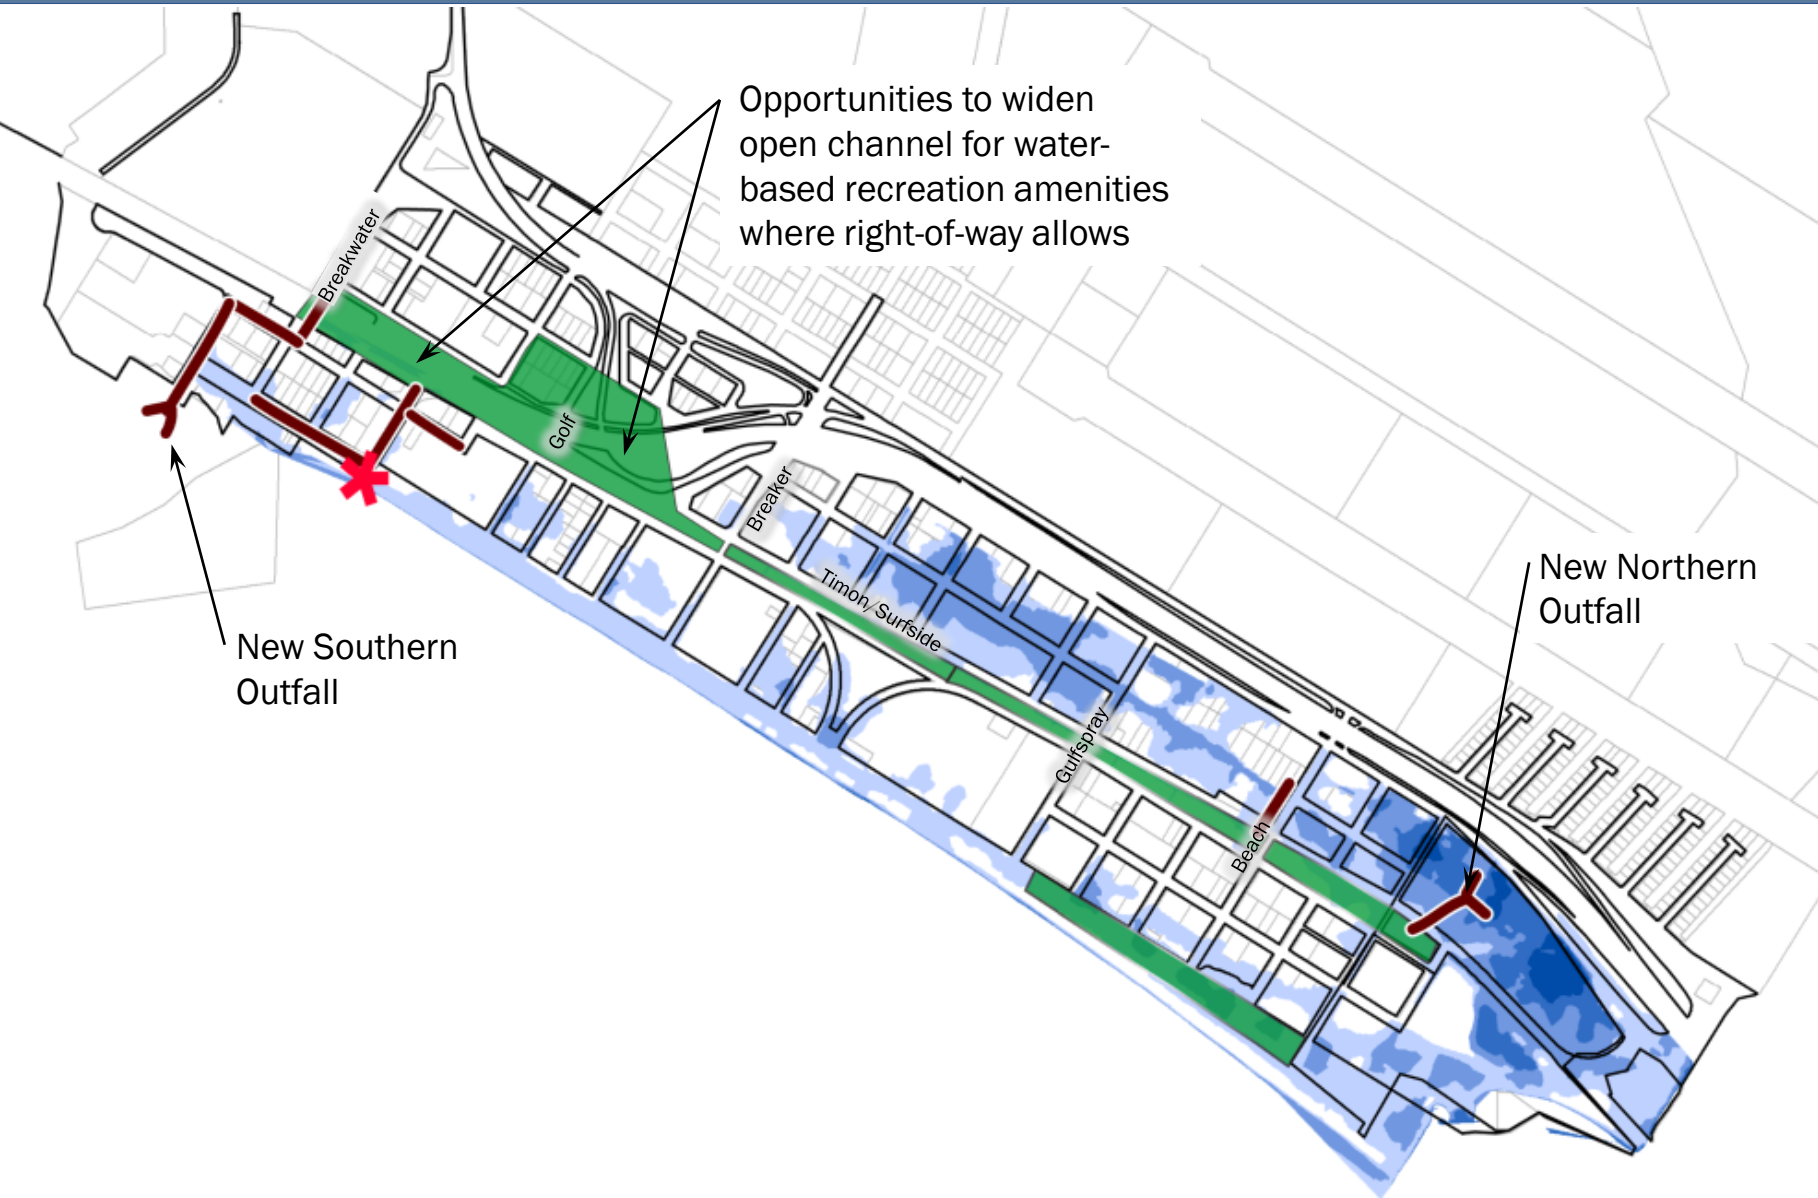 Opportunities to widen
open channel for water-
based recreation amenities
where right-of-way allows
Breakwater
Golf
Breaker
Timon/Surfside
New Northern
Outfall
New Southern
Outfall
Gulfspray
Beach